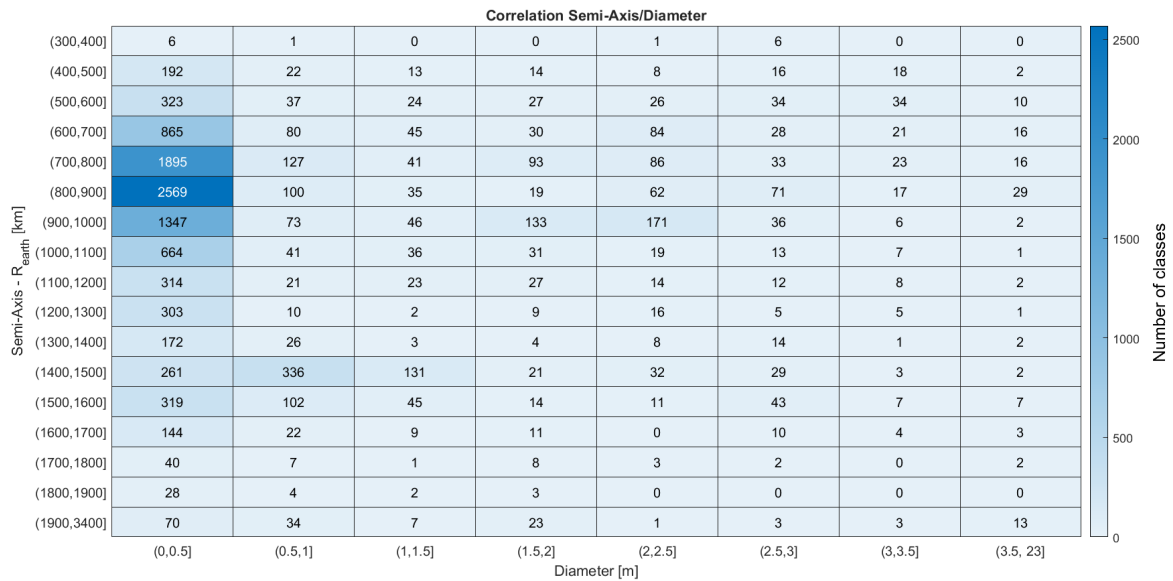 Correlation Semi-Axis/Diameter
(300,400] 6 1 0 0 1 6 0 0
(400,500] 192 22 13 14 8 16 18 2
(500,600] 323 37 24 27 26 34 34 10
(600,700] 865 80 45 30 84 28 21 16
(700,800] 1895 127 41 93 86 33 23 16
(800,900] 2569 100 35 19 62 71 17 29
(900,1000] 1347 73 46 133 171 36 6 2
(1000,1100] 664 41 36 31 19 13 7 1
(1100,1200] 314 21 23 27 14 12 8 2
(1200,1300] 303 10 2 9 16 5 5 1
(1300,1400] 172 26 3 4 8 14 1 2
(1400,1500] 261 336 131 21 32 29 3 2
(1500,1600] 319 102 45 14 11 43 7 7
(1600,1700] 144 22 9 11 0 10 4 3
(1700,1800] 40 7 1 8 3 2 0 2
(1800,1900] 28 4 2 3 0 0 0 0
(1900,3400] 70 34 7 23 1 3 3 13
(0,0.5] (0.5,1] (1,1.5] (1.5,2] (2,2.5] (2.5,3] (3,3.5] (3.5, 23]
Diameter [m]
Semi-Axis - R_earth [km]
2500
2000
1500
1000
500
0
Number of classes